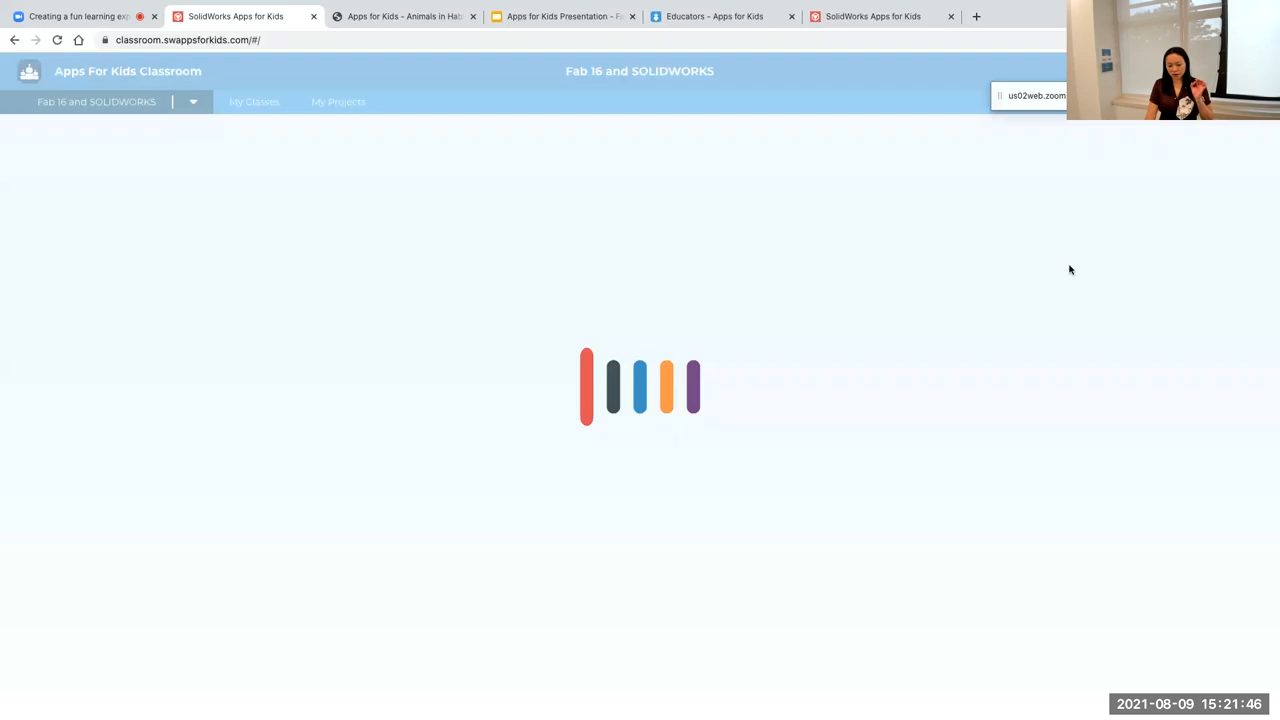 Creating a fun learning exp
SolidWorks Apps for Kids
Apps for Kids - Animals in Hab
Apps for Kids Presentation - Fa
Educators - Apps for Kids
SolidWorks Apps for Kids
classroom.swappsforkids.com/#/
Apps For Kids Classroom
Fab 16 and SOLIDWORKS
us02web.zoom
Fab 16 and SOLIDWORKS
My Classes
My Projects
2021-08-09 15:21:46